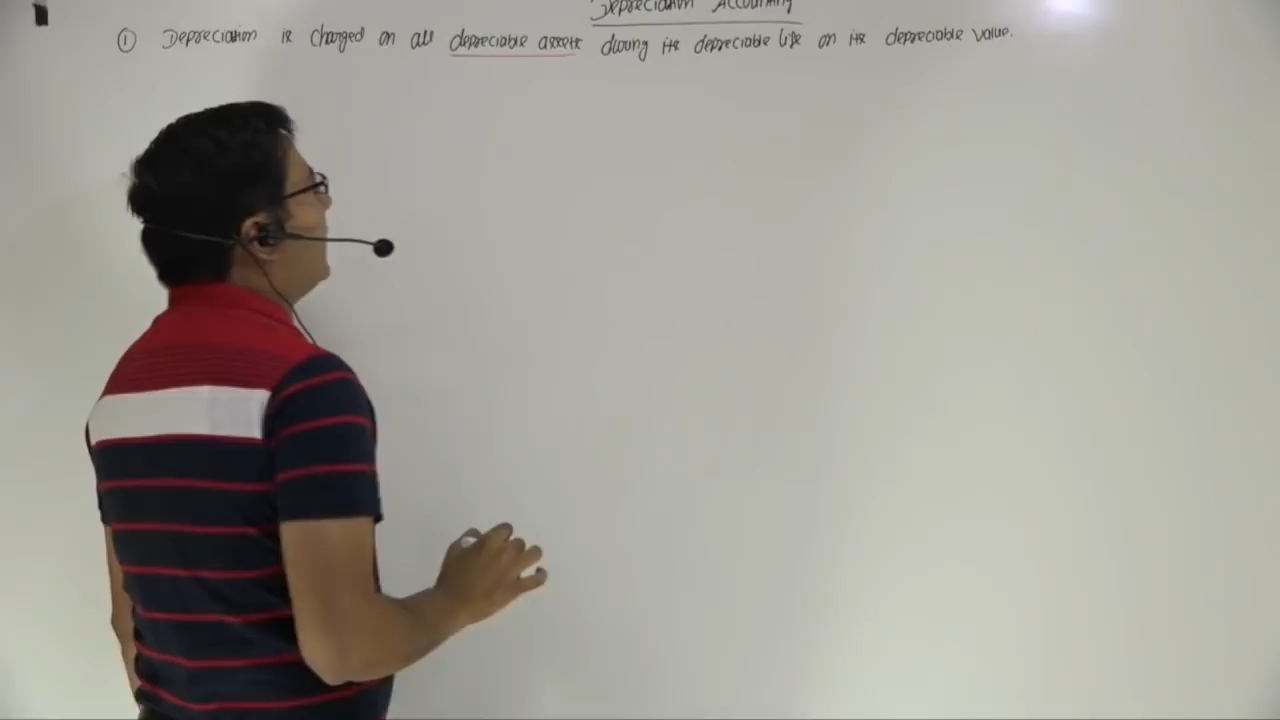 Depreciation Accounting
① Depreciation is charged on all depreciable assets during its depreciable life on its depreciable value.